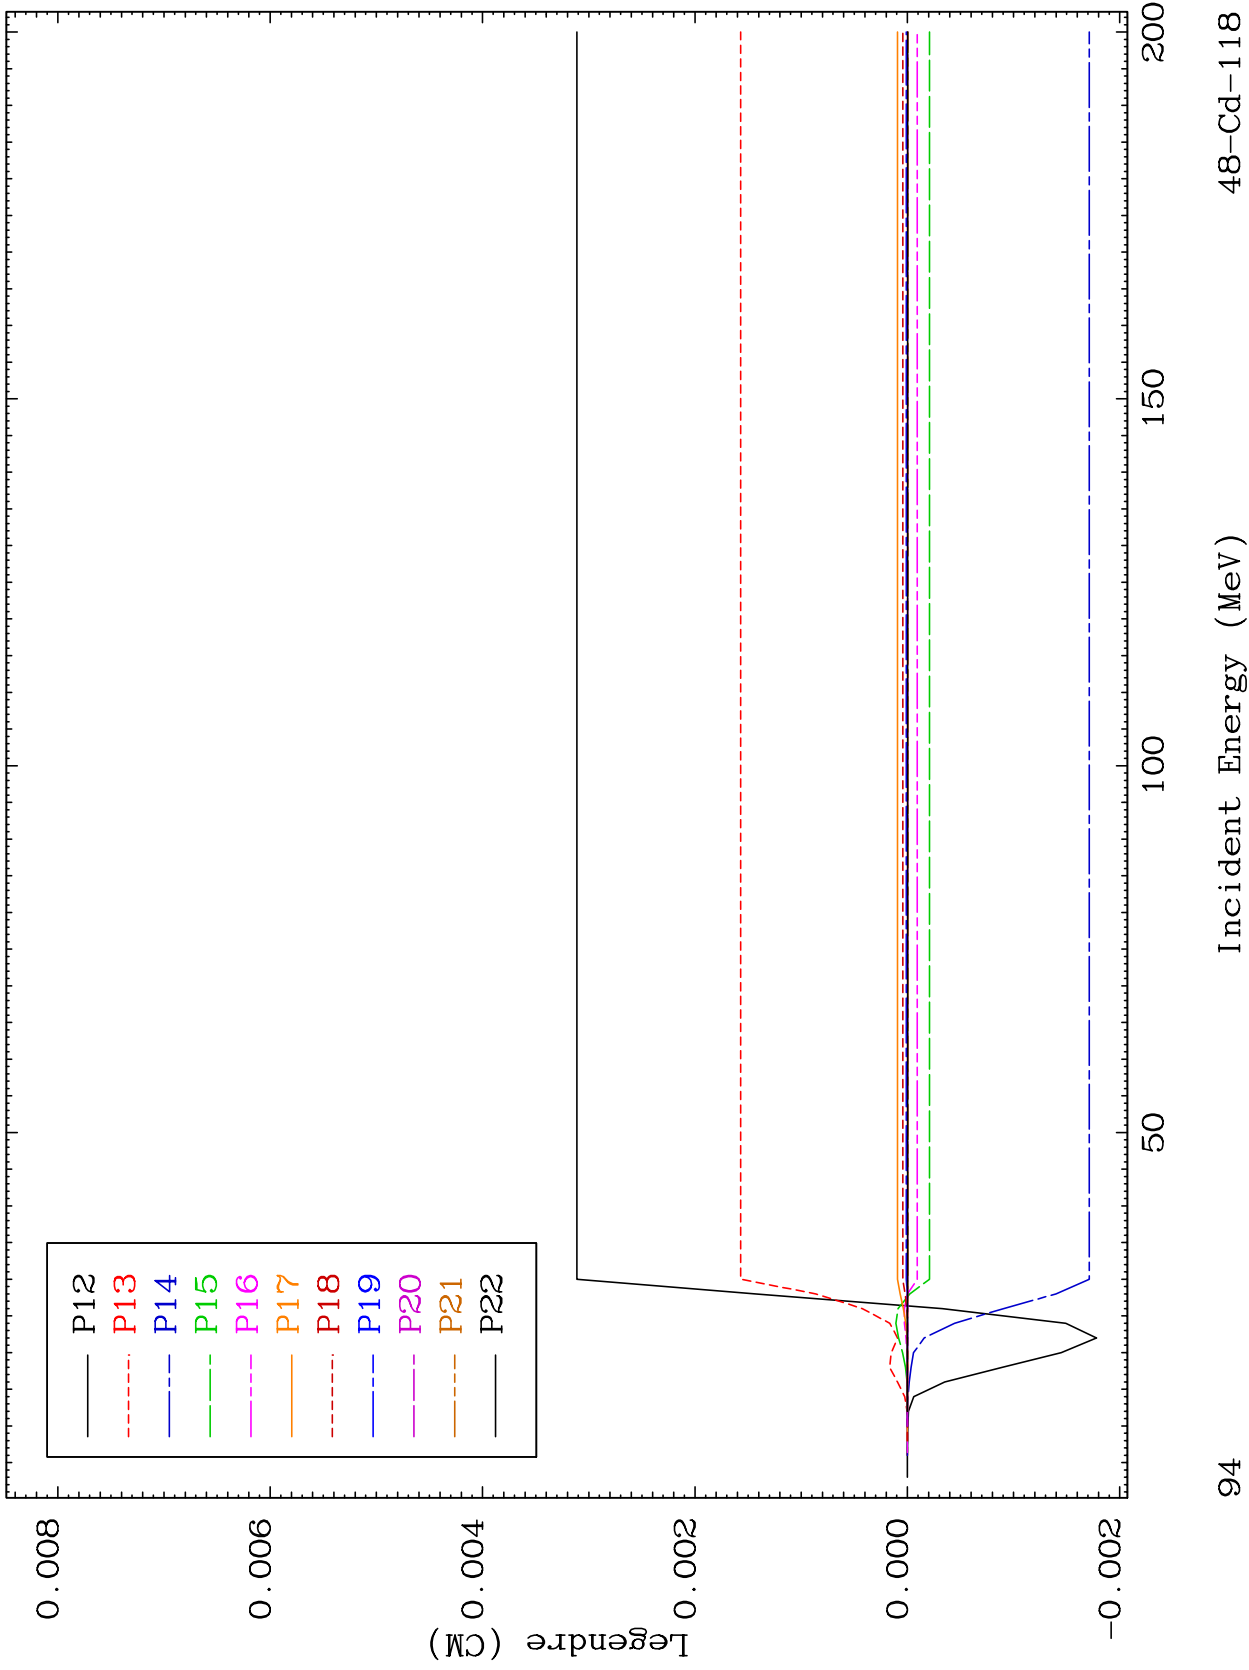 0.008
0.006
0.004
0.002
0.000
-0.002
Legendre (CM)
P12
P13
P14
P15
P16
P17
P18
P19
P20
P21
P22
50
100
150
200
Incident Energy (MeV)
94
48-Cd-118